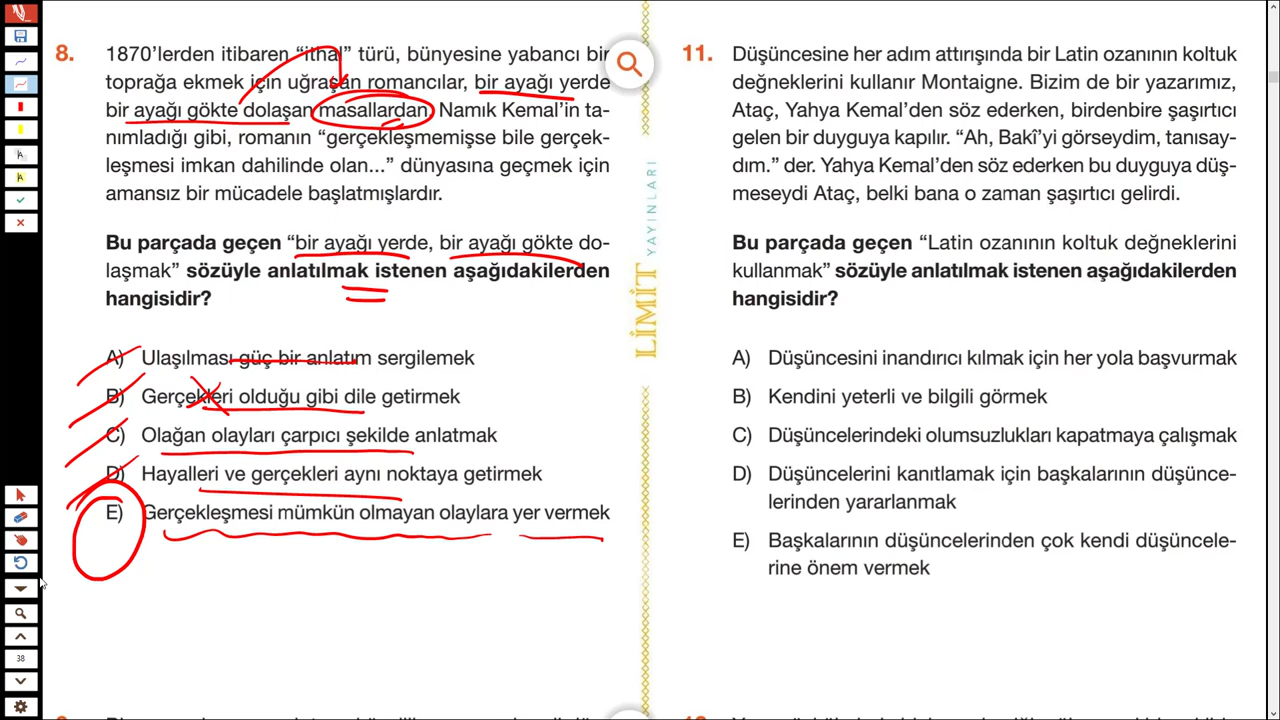 8.
1870’lerden itibaren “ithal” türü, bünyesine yabancı bir
toprağa ekmek için uğraşan romancılar, bir ayağı yerde
bir ayağı gökte dolaşan masallardan, Namık Kemal’in ta-
nımladığı gibi, romanın “gerçekleşmemişse bile gerçek-
leşmesi imkan dahilinde olan...” dünyasına geçmek için
amansız bir mücadele başlatmışlardır.
Bu parçada geçen “bir ayağı yerde, bir ayağı gökte do-
laşmak” sözüyle anlatılmak istenen aşağıdakilerden
hangisidir?
A) Ulaşılması güç bir anlatım sergilemek
B) Gerçekleri olduğu gibi dile getirmek
C) Olağan olayları çarpıcı şekilde anlatmak
D) Hayalleri ve gerçekleri aynı noktaya getirmek
E) Gerçekleşmesi mümkün olmayan olaylara yer vermek
LİMİT YAYINLARI
11.
Düşüncesine her adım attırışında bir Latin ozanının koltuk
değneklerini kullanır Montaigne. Bizim de bir yazarımız,
Ataç, Yahya Kemal’den söz ederken, birdenbire şaşırtıcı
gelen bir duyguya kapılır. “Ah, Bakî’yi görseydim, tanısay-
dım.” der. Yahya Kemal’den söz ederken bu duyguya düş-
meseydi Ataç, belki bana o zaman şaşırtıcı gelirdi.
Bu parçada geçen “Latin ozanının koltuk değneklerini
kullanmak” sözüyle anlatılmak istenen aşağıdakilerden
hangisidir?
A) Düşüncesini inandırıcı kılmak için her yola başvurmak
B) Kendini yeterli ve bilgili görmek
C) Düşüncelerindeki olumsuzlukları kapatmaya çalışmak
D) Düşüncelerini kanıtlamak için başkalarının düşünce-
lerinden yararlanmak
E) Başkalarının düşüncelerinden çok kendi düşüncele-
rine önem vermek
38